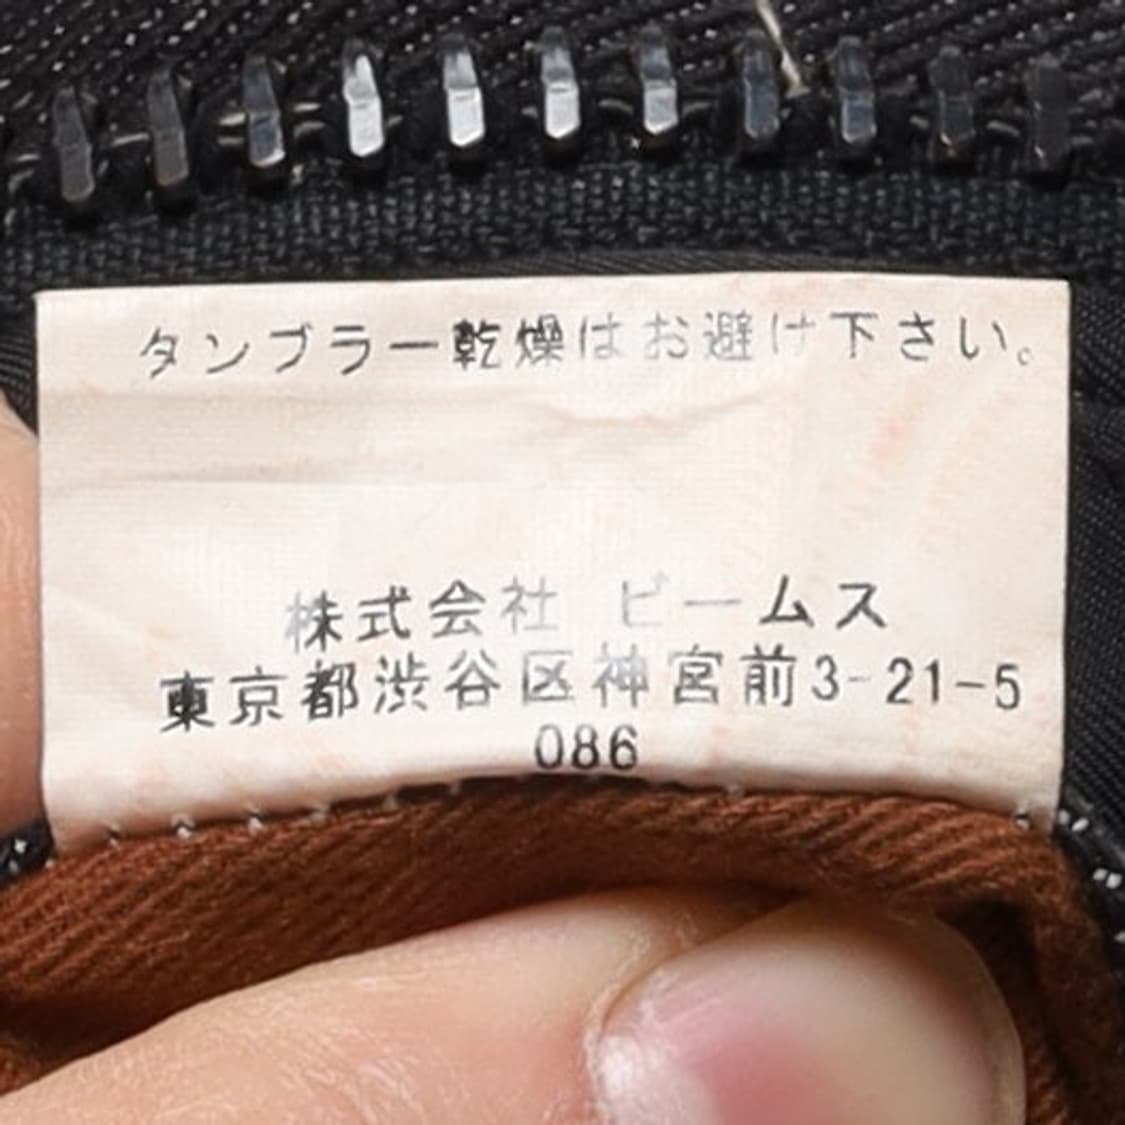 タンブラー乾燥はお避け下さい。
株式会社 ビームス
東京都渋谷区神宮前3-21-5
086